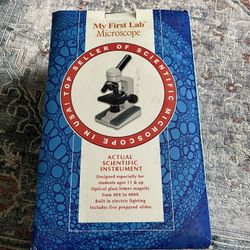 My First Lab®
Microscope
TOP SELLER OF SCIENTIFIC MICROSCOPE IN USA!
ACTUAL
SCIENTIFIC
INSTRUMENT
Designed especially for
students ages 11 & up
Optical glass lenses magnify
from 40X to 400X
Built in electric lighting
Includes five prepared slides